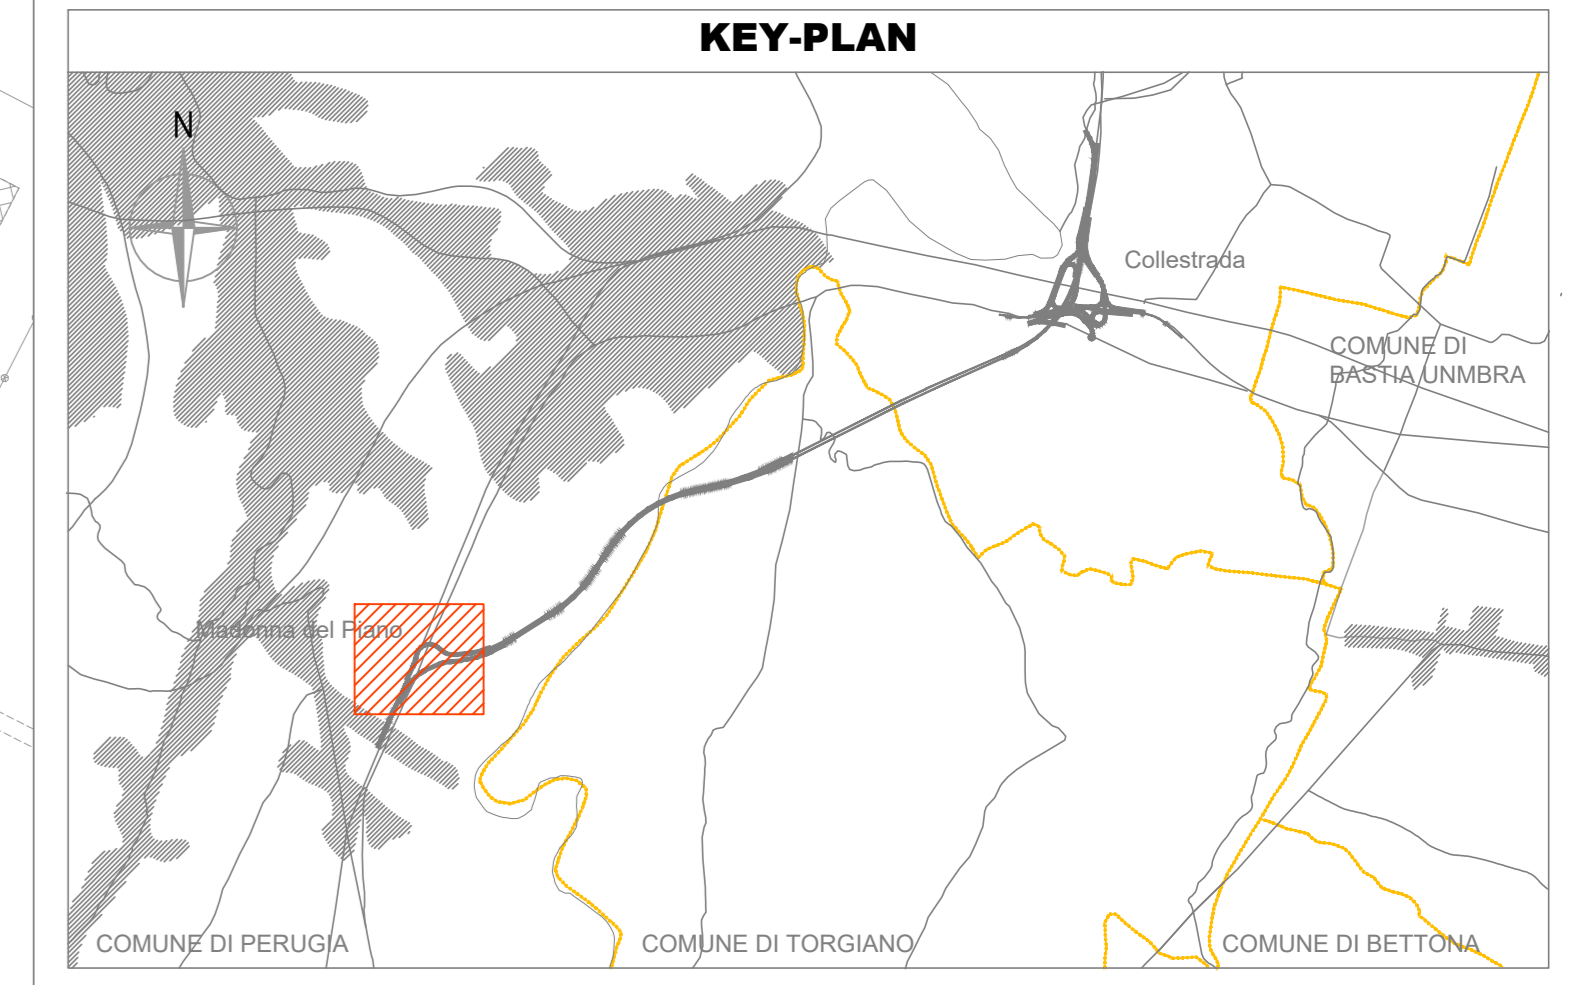 KEY-PLAN
N
Collestrada
COMUNE DI
BASTIA UNMBRA
Madonna del Piano
COMUNE DI PERUGIA
COMUNE DI TORGIANO
COMUNE DI BETTONA